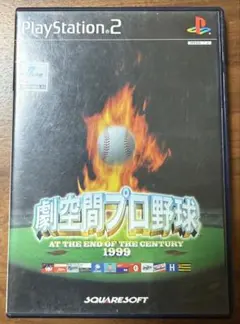 PlayStation.2
劇空間プロ野球
AT THE END OF THE CENTURY
1999
SQUARESOFT